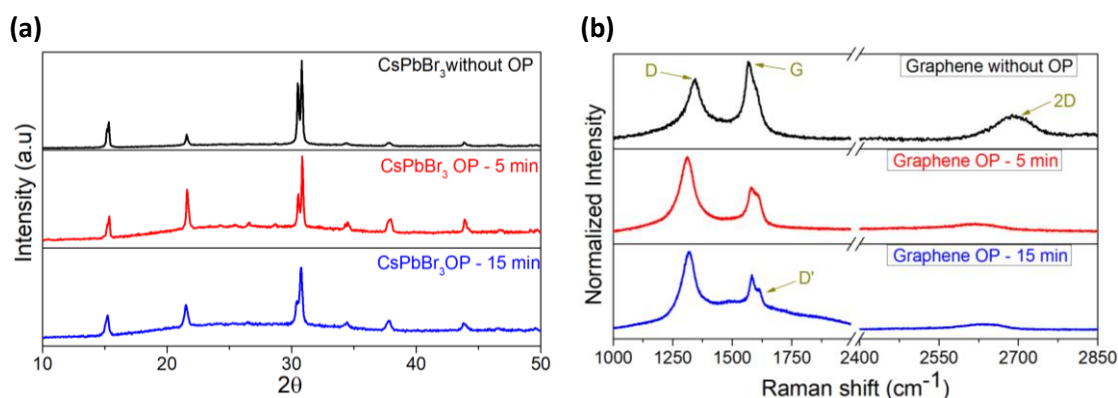 (a)
CsPbBr3 without OP
CsPbBr3 OP - 5 min
CsPbBr3OP - 15 min
Intensity (a.u)
10 20 30 40 50
2θ
(b)
D
G
2D
D'
Graphene without OP
Graphene OP - 5 min
Graphene OP - 15 min
Normalized Intensity
1000 1250 1500 1750 2400 2400 2550 2700 2850
Raman shift (cm-1)